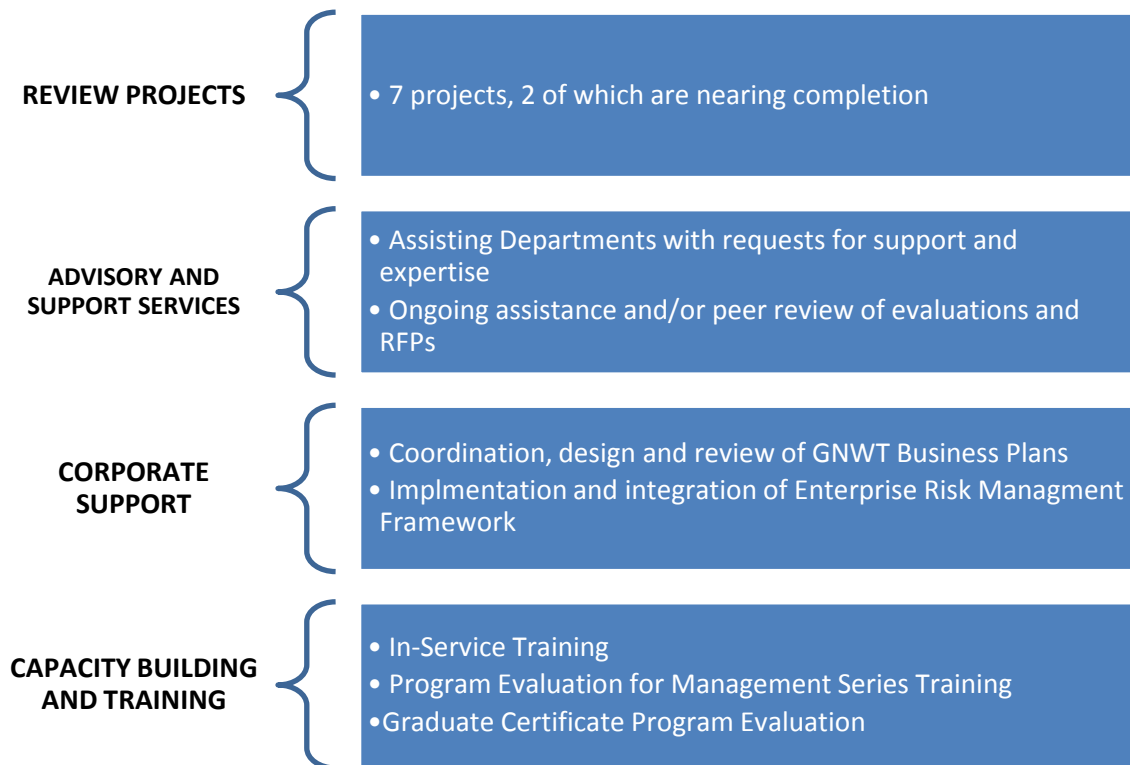 REVIEW PROJECTS
• 7 projects, 2 of which are nearing completion
ADVISORY AND
SUPPORT SERVICES
• Assisting Departments with requests for support and
expertise
• Ongoing assistance and/or peer review of evaluations and
RFPs
CORPORATE
SUPPORT
• Coordination, design and review of GNWT Business Plans
• Implmentation and integration of Enterprise Risk Managment
Framework
CAPACITY BUILDING
AND TRAINING
• In-Service Training
• Program Evaluation for Management Series Training
•Graduate Certificate Program Evaluation